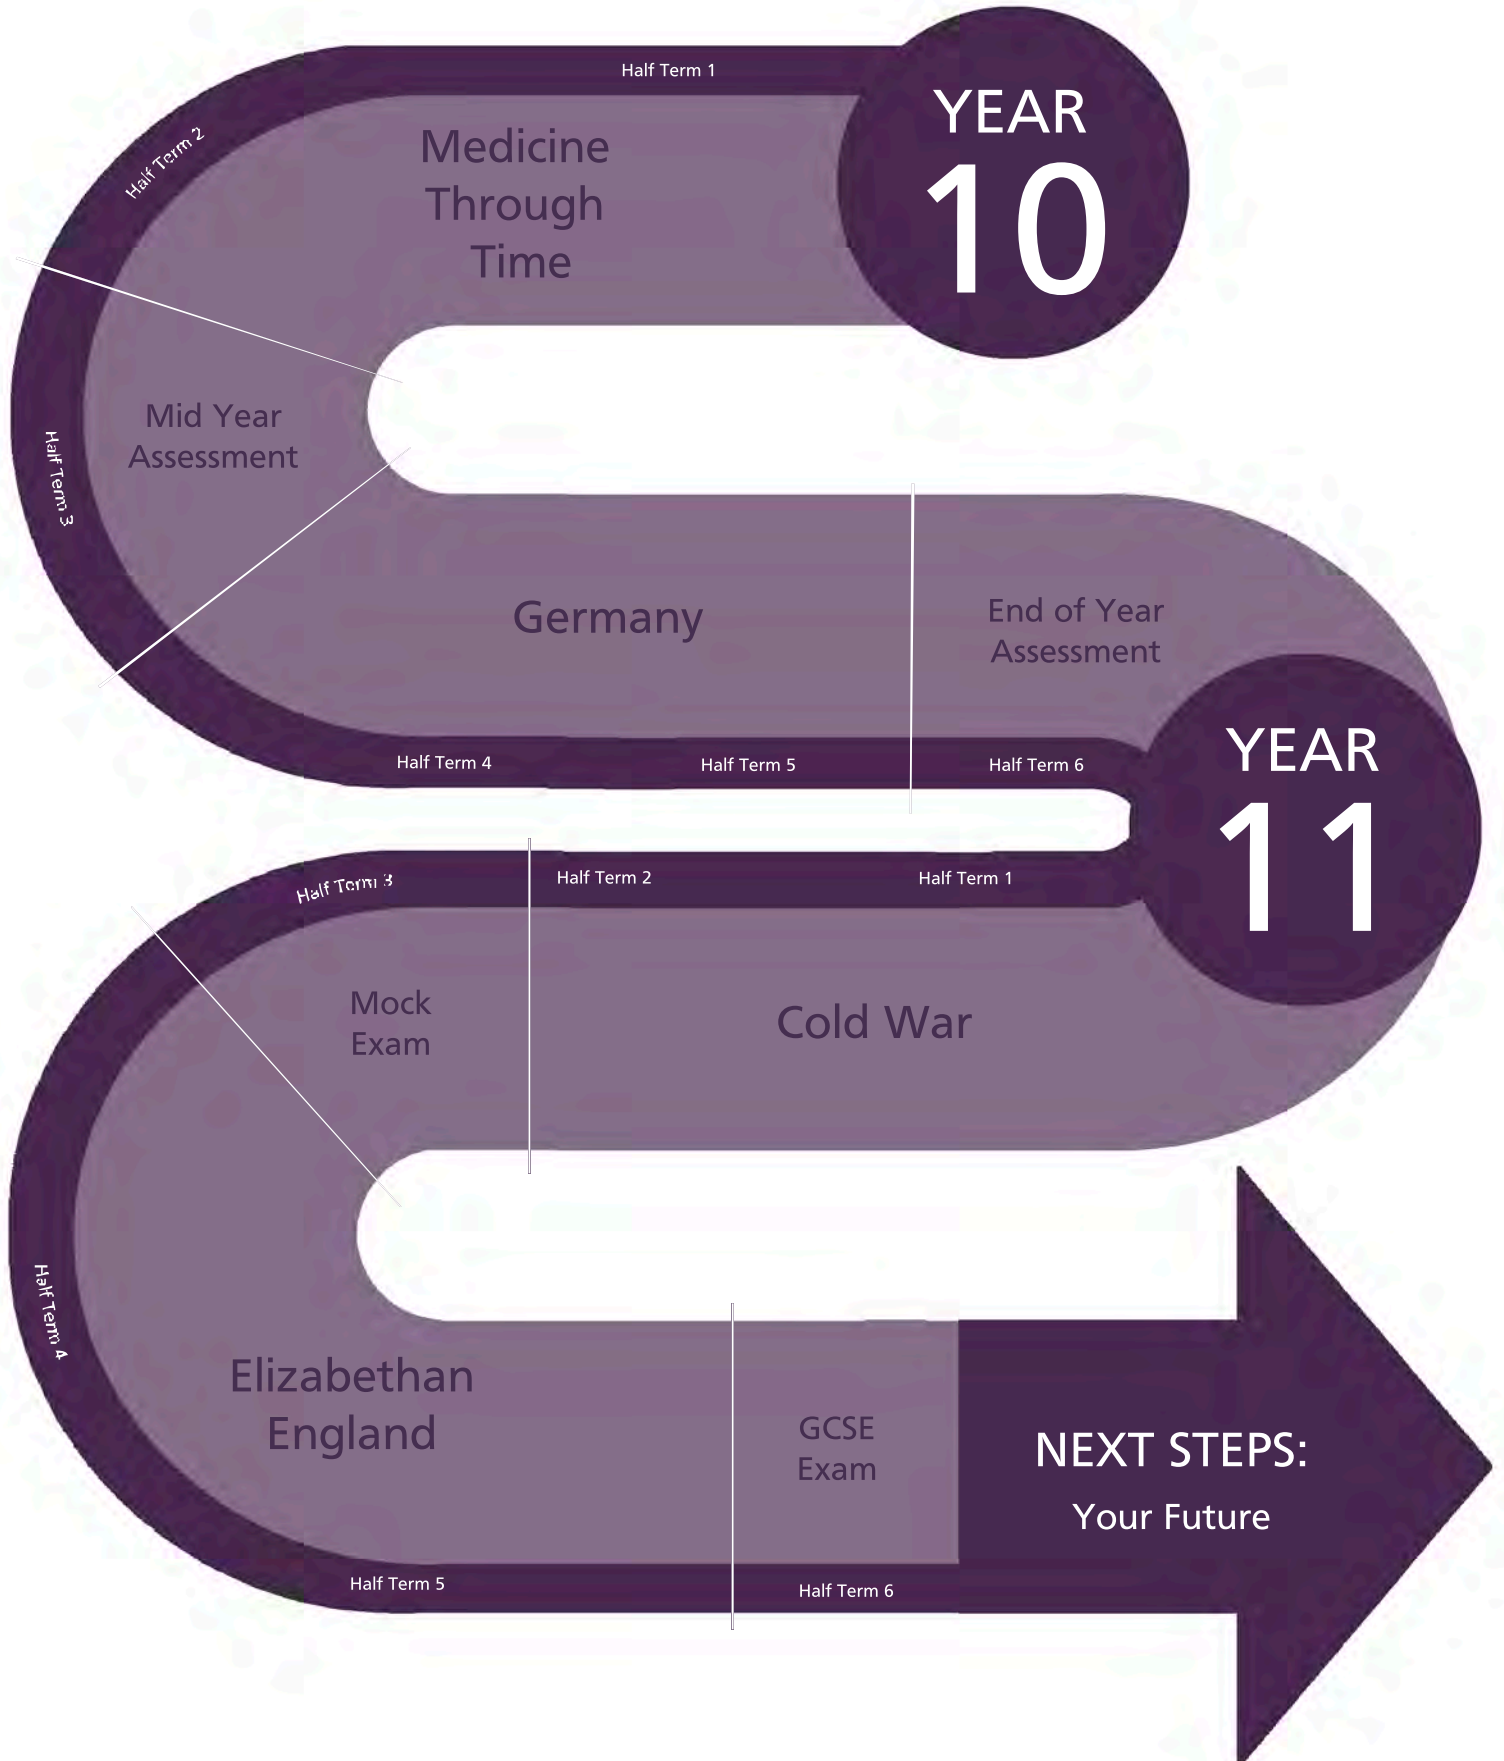 YEAR
10
Half Term 1
Medicine
Through
Time
Half Term 2
Mid Year
Assessment
Half Term 3
Germany
Half Term 4
Half Term 5
End of Year
Assessment
Half Term 6
YEAR
11
Half Term 1
Half Term 2
Cold War
Half Term 3
Mock
Exam
Half Term 4
Elizabethan
England
Half Term 5
GCSE
Exam
Half Term 6
NEXT STEPS:
Your Future